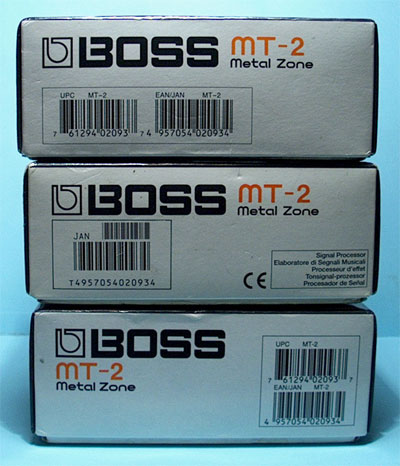 BOSS MT-2
Metal Zone
UPC MT-2 EAN/JAN MT-2
7 61294 02093 7 4 957054 020934
BOSS MT-2
Metal Zone
JAN
T4957054020934
Signal Processor
Elaboratore di Segnali Musicali
Processeur d'effet
Tonsignal-prozessor
Procesador de Señal
CE
BOSS
MT-2
Metal Zone
UPC MT-2
7 61294 02093 7
EAN/JAN MT-2
4 957054 020934